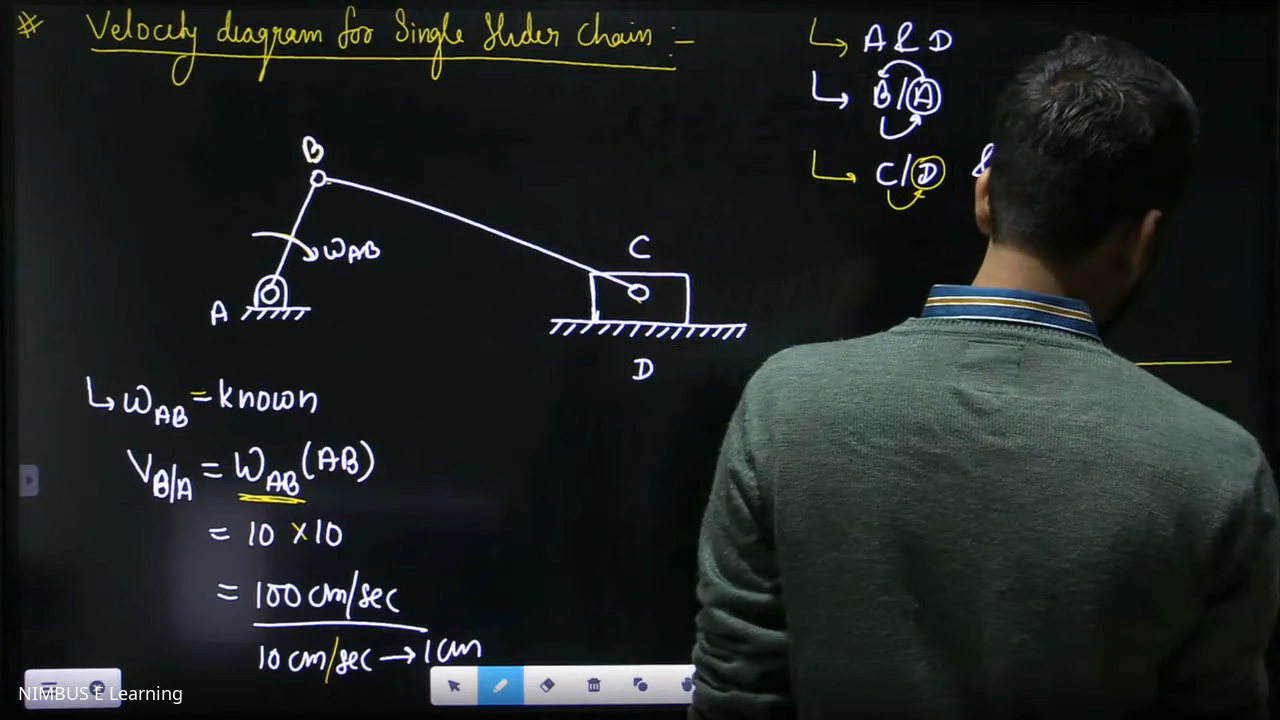 * Velocity diagram for Single Slider Chain :-
↳ A & D
↳ B/A
↳ C/D &
B
ωAB
C
A
D
↳ ωAB = known
VB/A = ωAB (AB)
= 10 × 10
= 100 cm/sec
10 cm/sec → 1 cm
NIMBUS E Learning